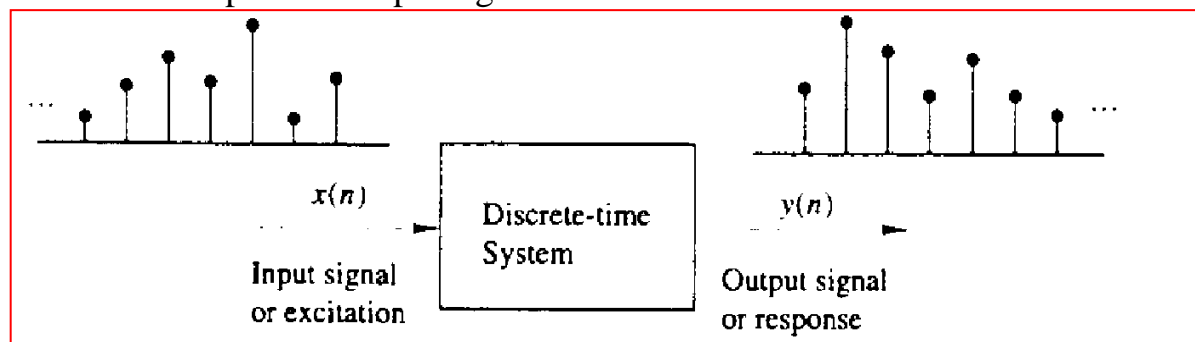 ...
x(n)
Discrete-time
System
Input signal
or excitation
y(n)
Output signal
or response
...